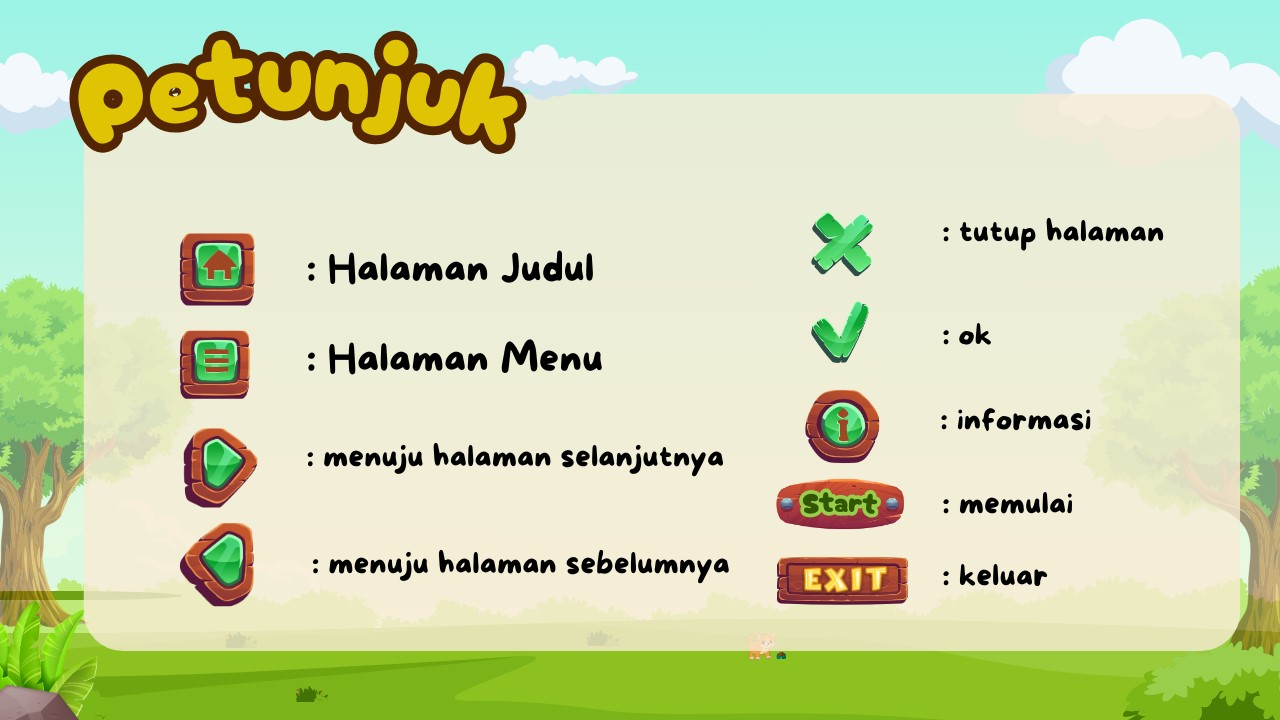 petunjuk
: Halaman Judul
: Halaman Menu
: menuju halaman selanjutnya
: menuju halaman sebelumnya
: tutup halaman
: ok
i : informasi
Start : memulai
EXIT : keluar